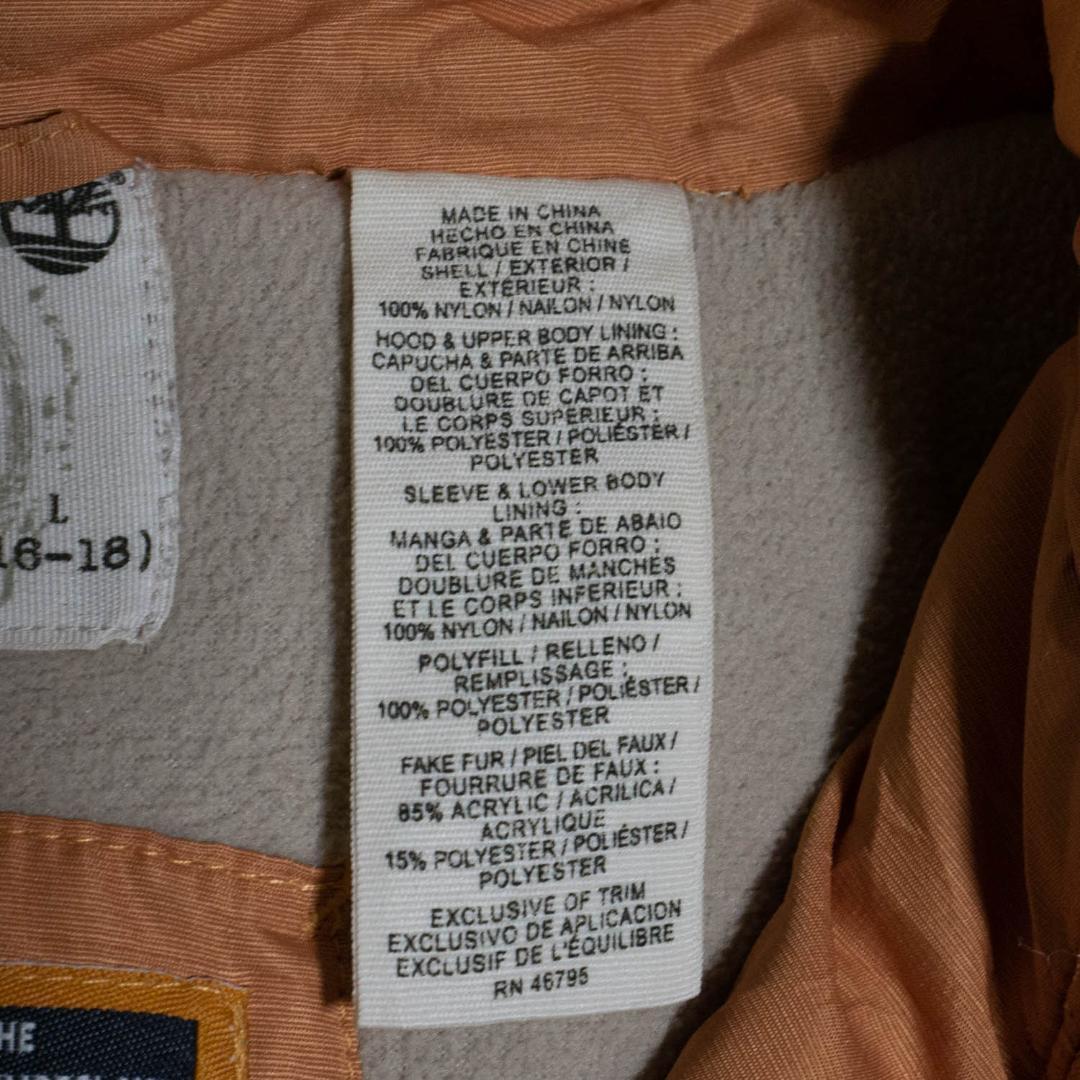 MADE IN CHINA
HECHO EN CHINA
FABRIQUE EN CHINE
SHELL / EXTERIOR /
EXTÉRIEUR :
100% NYLON / NAILON / NYLON
HOOD & UPPER BODY LINING :
CAPUCHA & PARTE DE ARRIBA
DEL CUERPO FORRO :
DOUBLURE DE CAPOT ET
LE CORPS SUPÉRIEUR :
100% POLYESTER / POLIÉSTER /
POLYESTER
SLEEVE & LOWER BODY
LINING :
MANGA & PARTE DE ABAIO
DEL CUERPO FORRO :
DOUBLURE DE MANCHES
ET LE CORPS INFÉRIEUR :
100% NYLON / NAILON / NYLON
POLYFILL / RELLENO /
REMPLISSAGE :
100% POLYESTER / POLIÉSTER /
POLYESTER
FAKE FUR / PIEL DEL FAUX /
FOURRURE DE FAUX :
85% ACRYLIC / ACRILICA /
ACRYLIQUE
15% POLYESTER / POLIÉSTER /
POLYESTER
EXCLUSIVE OF TRIM
EXCLUSIVO DE APLICACION
EXCLUSIF DE L'ÉQUILIBRE
RN 46795
L
16-18)
HE